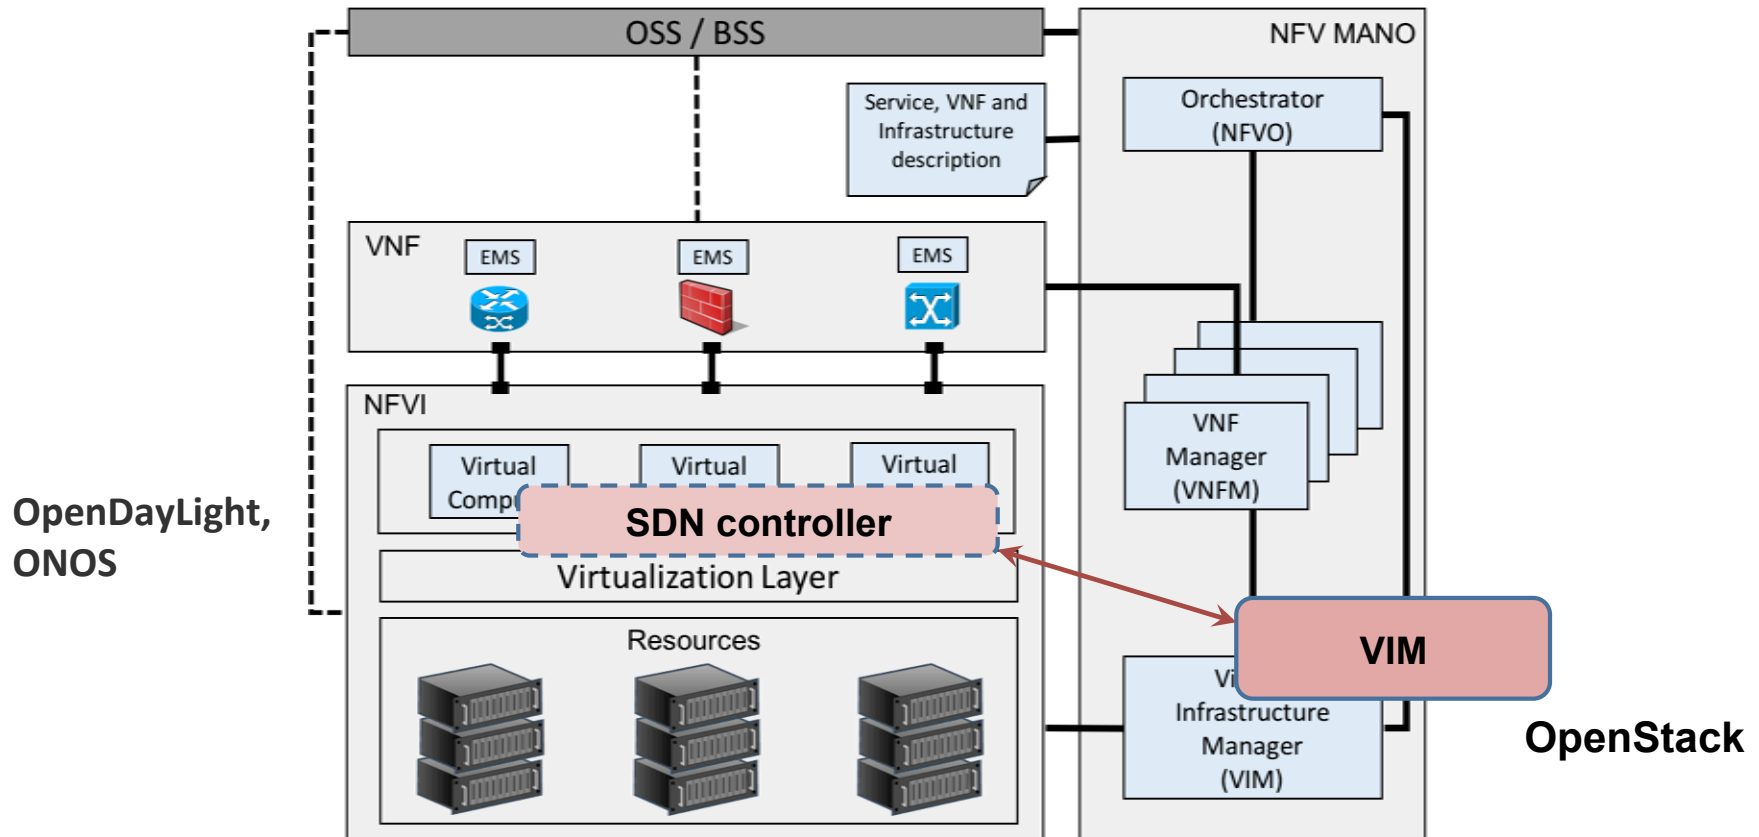 OSS / BSS
NFV MANO
Service, VNF and
Infrastructure
description
Orchestrator
(NFVO)
VNF
EMS
EMS
EMS
NFVI
Virtual
Virtual
Virtual
VNF
Manager
(VNFM)
OpenDayLight,
ONOS
SDN controller
Virtualization Layer
Resources
VIM
Infrastructure
Manager
(VIM)
OpenStack